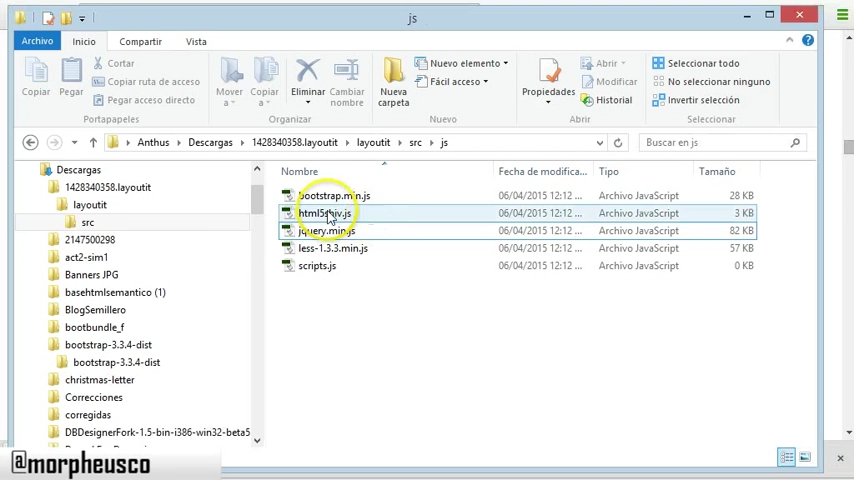 js
Archivo Inicio Compartir Vista
Copiar Pegar Cortar Copiar ruta de acceso Pegar acceso directo
Mover a Copiar a Eliminar Cambiar nombre
Nueva carpeta Nuevo elemento Fácil acceso
Propiedades Abrir Modificar Historial
Seleccionar todo No seleccionar ninguno Invertir selección
Portapapeles Organizar Nuevo Abrir Seleccionar
Anthus Descargas 1428340358.layoutit layoutit src js Buscar en js
Descargas
1428340358.layoutit
layoutit
src
2147500298
act2-sim1
Banners JPG
basehtmlsemantico (1)
BlogSemillero
bootbundle_f
bootstrap-3.3.4-dist
bootstrap-3.3.4-dist
christmas-letter
Correcciones
corregidas
DBDesignerFork-1.5-bin-i386-win32-beta5
Nombre Fecha de modifica... Tipo Tamaño
bootstrap.min.js 06/04/2015 12:12 ... Archivo JavaScript 28 KB
html5shiv.js 06/04/2015 12:12 ... Archivo JavaScript 3 KB
jquery.min.js 06/04/2015 12:12 ... Archivo JavaScript 82 KB
less-1.3.3.min.js 06/04/2015 12:12 ... Archivo JavaScript 57 KB
scripts.js 06/04/2015 12:12 ... Archivo JavaScript 0 KB
@morpheusco